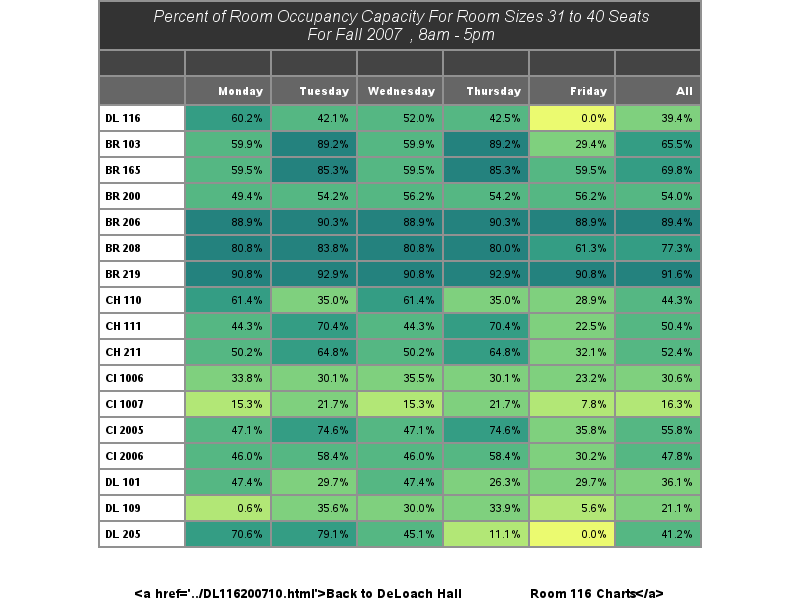 Percent of Room Occupancy Capacity For Room Sizes 31 to 40 Seats
For Fall 2007 , 8am - 5pm
Monday Tuesday Wednesday Thursday Friday All
DL 116 60.2% 42.1% 52.0% 42.5% 0.0% 39.4%
BR 103 59.9% 89.2% 59.9% 89.2% 29.4% 65.5%
BR 165 59.5% 85.3% 59.5% 85.3% 59.5% 69.8%
BR 200 49.4% 54.2% 56.2% 54.2% 56.2% 54.0%
BR 206 88.9% 90.3% 88.9% 90.3% 88.9% 89.4%
BR 208 80.8% 83.8% 80.8% 80.0% 61.3% 77.3%
BR 219 90.8% 92.9% 90.8% 92.9% 90.8% 91.6%
CH 110 61.4% 35.0% 61.4% 35.0% 28.9% 44.3%
CH 111 44.3% 70.4% 44.3% 70.4% 22.5% 50.4%
CH 211 50.2% 64.8% 50.2% 64.8% 32.1% 52.4%
CI 1006 33.8% 30.1% 35.5% 30.1% 23.2% 30.6%
CI 1007 15.3% 21.7% 15.3% 21.7% 7.8% 16.3%
CI 2005 47.1% 74.6% 47.1% 74.6% 35.8% 55.8%
CI 2006 46.0% 58.4% 46.0% 58.4% 30.2% 47.8%
DL 101 47.4% 29.7% 47.4% 26.3% 29.7% 36.1%
DL 109 0.6% 35.6% 30.0% 33.9% 5.6% 21.1%
DL 205 70.6% 79.1% 45.1% 11.1% 0.0% 41.2%
<a href='../DL116200710.html'>Back to DeLoach Hall Room 116 Charts</a>